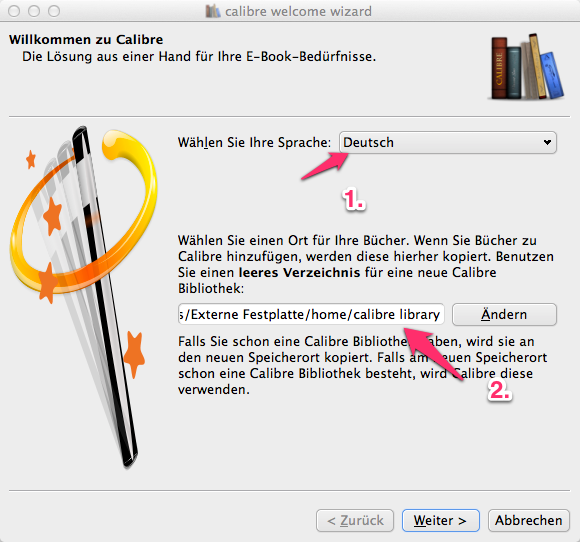 calibre welcome wizard
Willkommen zu Calibre
Die Lösung aus einer Hand für Ihre E-Book-Bedürfnisse.
CALIBRE
Wählen Sie Ihre Sprache: Deutsch
1.
Wählen Sie einen Ort für Ihre Bücher. Wenn Sie Bücher zu
Calibre hinzufügen, werden diese hierher kopiert. Benutzen
Sie einen leeres Verzeichnis für eine neue Calibre
Bibliothek:
s/Externe Festplatte/home/calibre library Ändern
Falls Sie schon eine Calibre Bibliothek haben, wird sie an
den neuen Speicherort kopiert. Falls am neuen Speicherort
schon eine Calibre Bibliothek besteht, wird Calibre diese
verwenden.
2.
< Zurück Weiter > Abbrechen